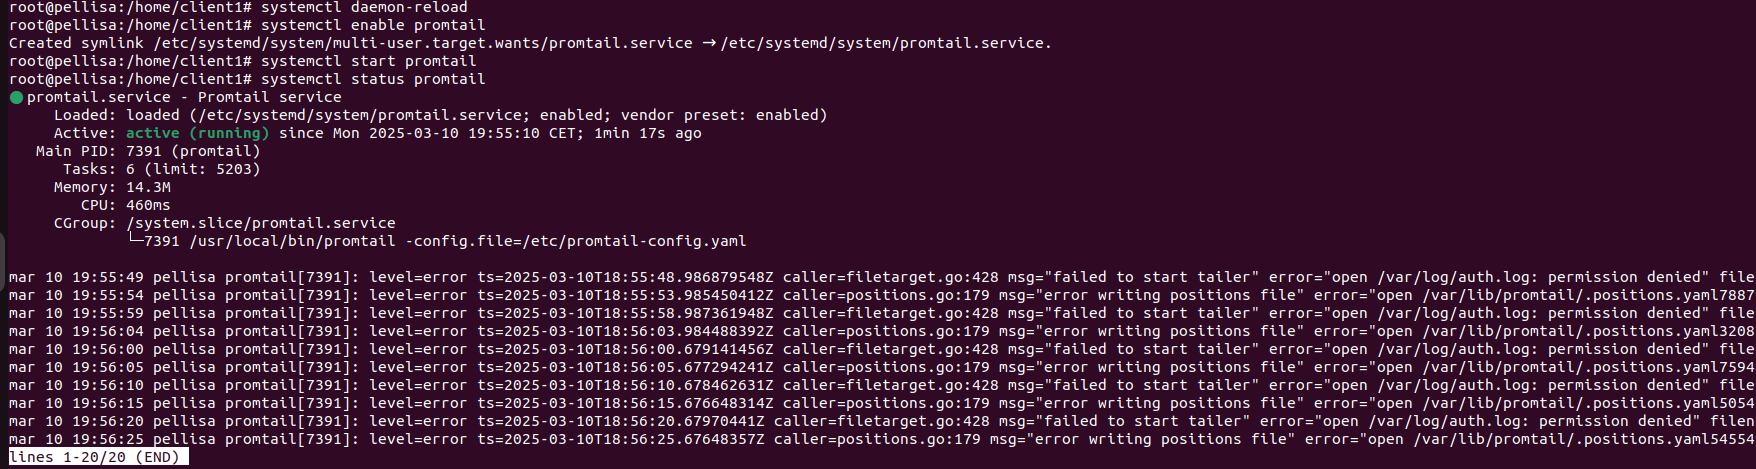 root@pellisa:/home/client1# systemctl daemon-reload
root@pellisa:/home/client1# systemctl enable promtail
Created symlink /etc/systemd/system/multi-user.target.wants/promtail.service → /etc/systemd/system/promtail.service.
root@pellisa:/home/client1# systemctl start promtail
root@pellisa:/home/client1# systemctl status promtail
● promtail.service - Promtail service
Loaded: loaded (/etc/systemd/system/promtail.service; enabled; vendor preset: enabled)
Active: active (running) since Mon 2025-03-10 19:55:10 CET; 1min 17s ago
Main PID: 7391 (promtail)
Tasks: 6 (limit: 5203)
Memory: 14.3M
CPU: 460ms
CGroup: /system.slice/promtail.service
└─7391 /usr/local/bin/promtail -config.file=/etc/promtail-config.yaml
mar 10 19:55:49 pellisa promtail[7391]: level=error ts=2025-03-10T18:55:48.986879548Z caller=filetarget.go:428 msg="failed to start tailer" error="open /var/log/auth.log: permission denied" file
mar 10 19:55:54 pellisa promtail[7391]: level=error ts=2025-03-10T18:55:53.985450412Z caller=positions.go:179 msg="error writing positions file" error="open /var/lib/promtail/.positions.yaml7887
mar 10 19:55:59 pellisa promtail[7391]: level=error ts=2025-03-10T18:55:58.987361948Z caller=filetarget.go:428 msg="failed to start tailer" error="open /var/log/auth.log: permission denied" file
mar 10 19:56:04 pellisa promtail[7391]: level=error ts=2025-03-10T18:56:03.984488392Z caller=positions.go:179 msg="error writing positions file" error="open /var/lib/promtail/.positions.yaml3208
mar 10 19:56:00 pellisa promtail[7391]: level=error ts=2025-03-10T18:56:00.679141456Z caller=filetarget.go:428 msg="failed to start tailer" error="open /var/log/auth.log: permission denied" file
mar 10 19:56:05 pellisa promtail[7391]: level=error ts=2025-03-10T18:56:05.677294241Z caller=positions.go:179 msg="error writing positions file" error="open /var/lib/promtail/.positions.yaml7594
mar 10 19:56:10 pellisa promtail[7391]: level=error ts=2025-03-10T18:56:10.678462631Z caller=filetarget.go:428 msg="failed to start tailer" error="open /var/log/auth.log: permission denied" file
mar 10 19:56:15 pellisa promtail[7391]: level=error ts=2025-03-10T18:56:15.676648314Z caller=positions.go:179 msg="error writing positions file" error="open /var/lib/promtail/.positions.yaml5054
mar 10 19:56:20 pellisa promtail[7391]: level=error ts=2025-03-10T18:56:20.67970441Z caller=filetarget.go:428 msg="failed to start tailer" error="open /var/log/auth.log: permission denied" filen
mar 10 19:56:25 pellisa promtail[7391]: level=error ts=2025-03-10T18:56:25.67648357Z caller=positions.go:179 msg="error writing positions file" error="open /var/lib/promtail/.positions.yaml54554
lines 1-20/20 (END)